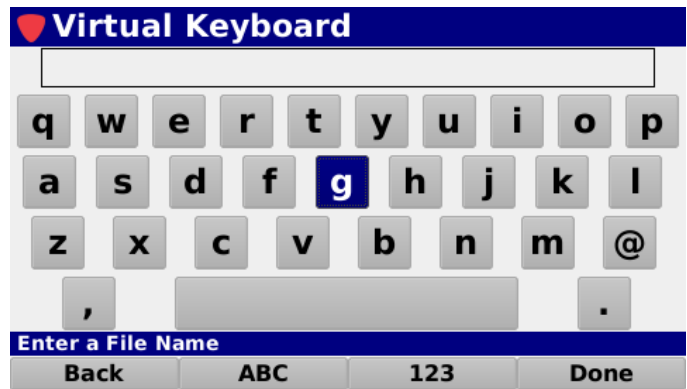 Virtual Keyboard
q w e r t y u i o p
a s d f g h j k l
z x c v b n m @
, .
Enter a File Name
Back ABC 123 Done